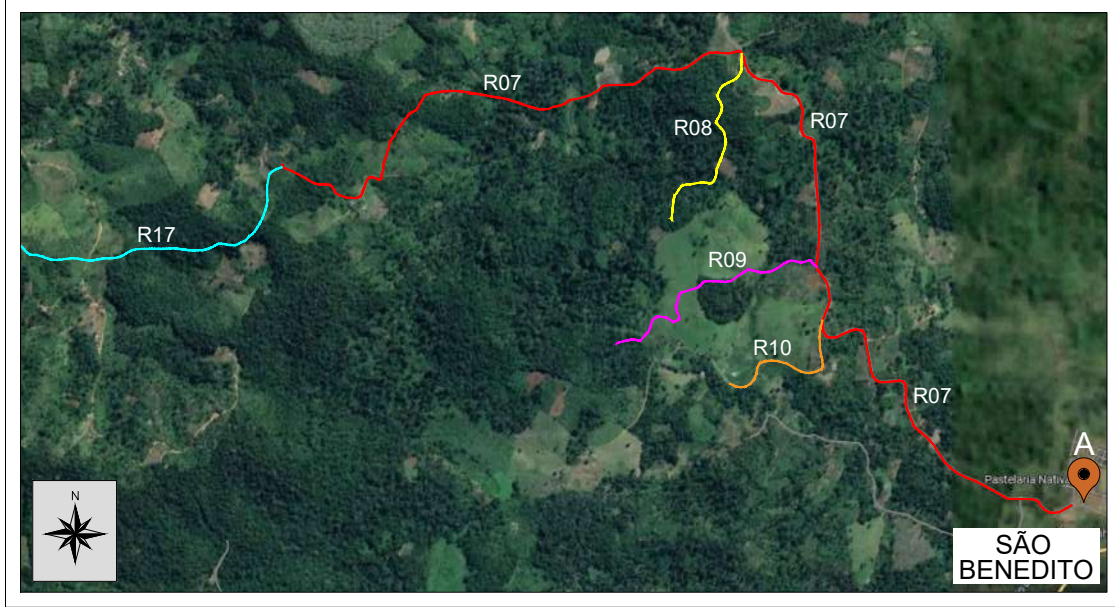 R07
R08
R07
R17
R09
R10
R07
A
Pastelaria Nativa
N
SÃO
BENEDITO